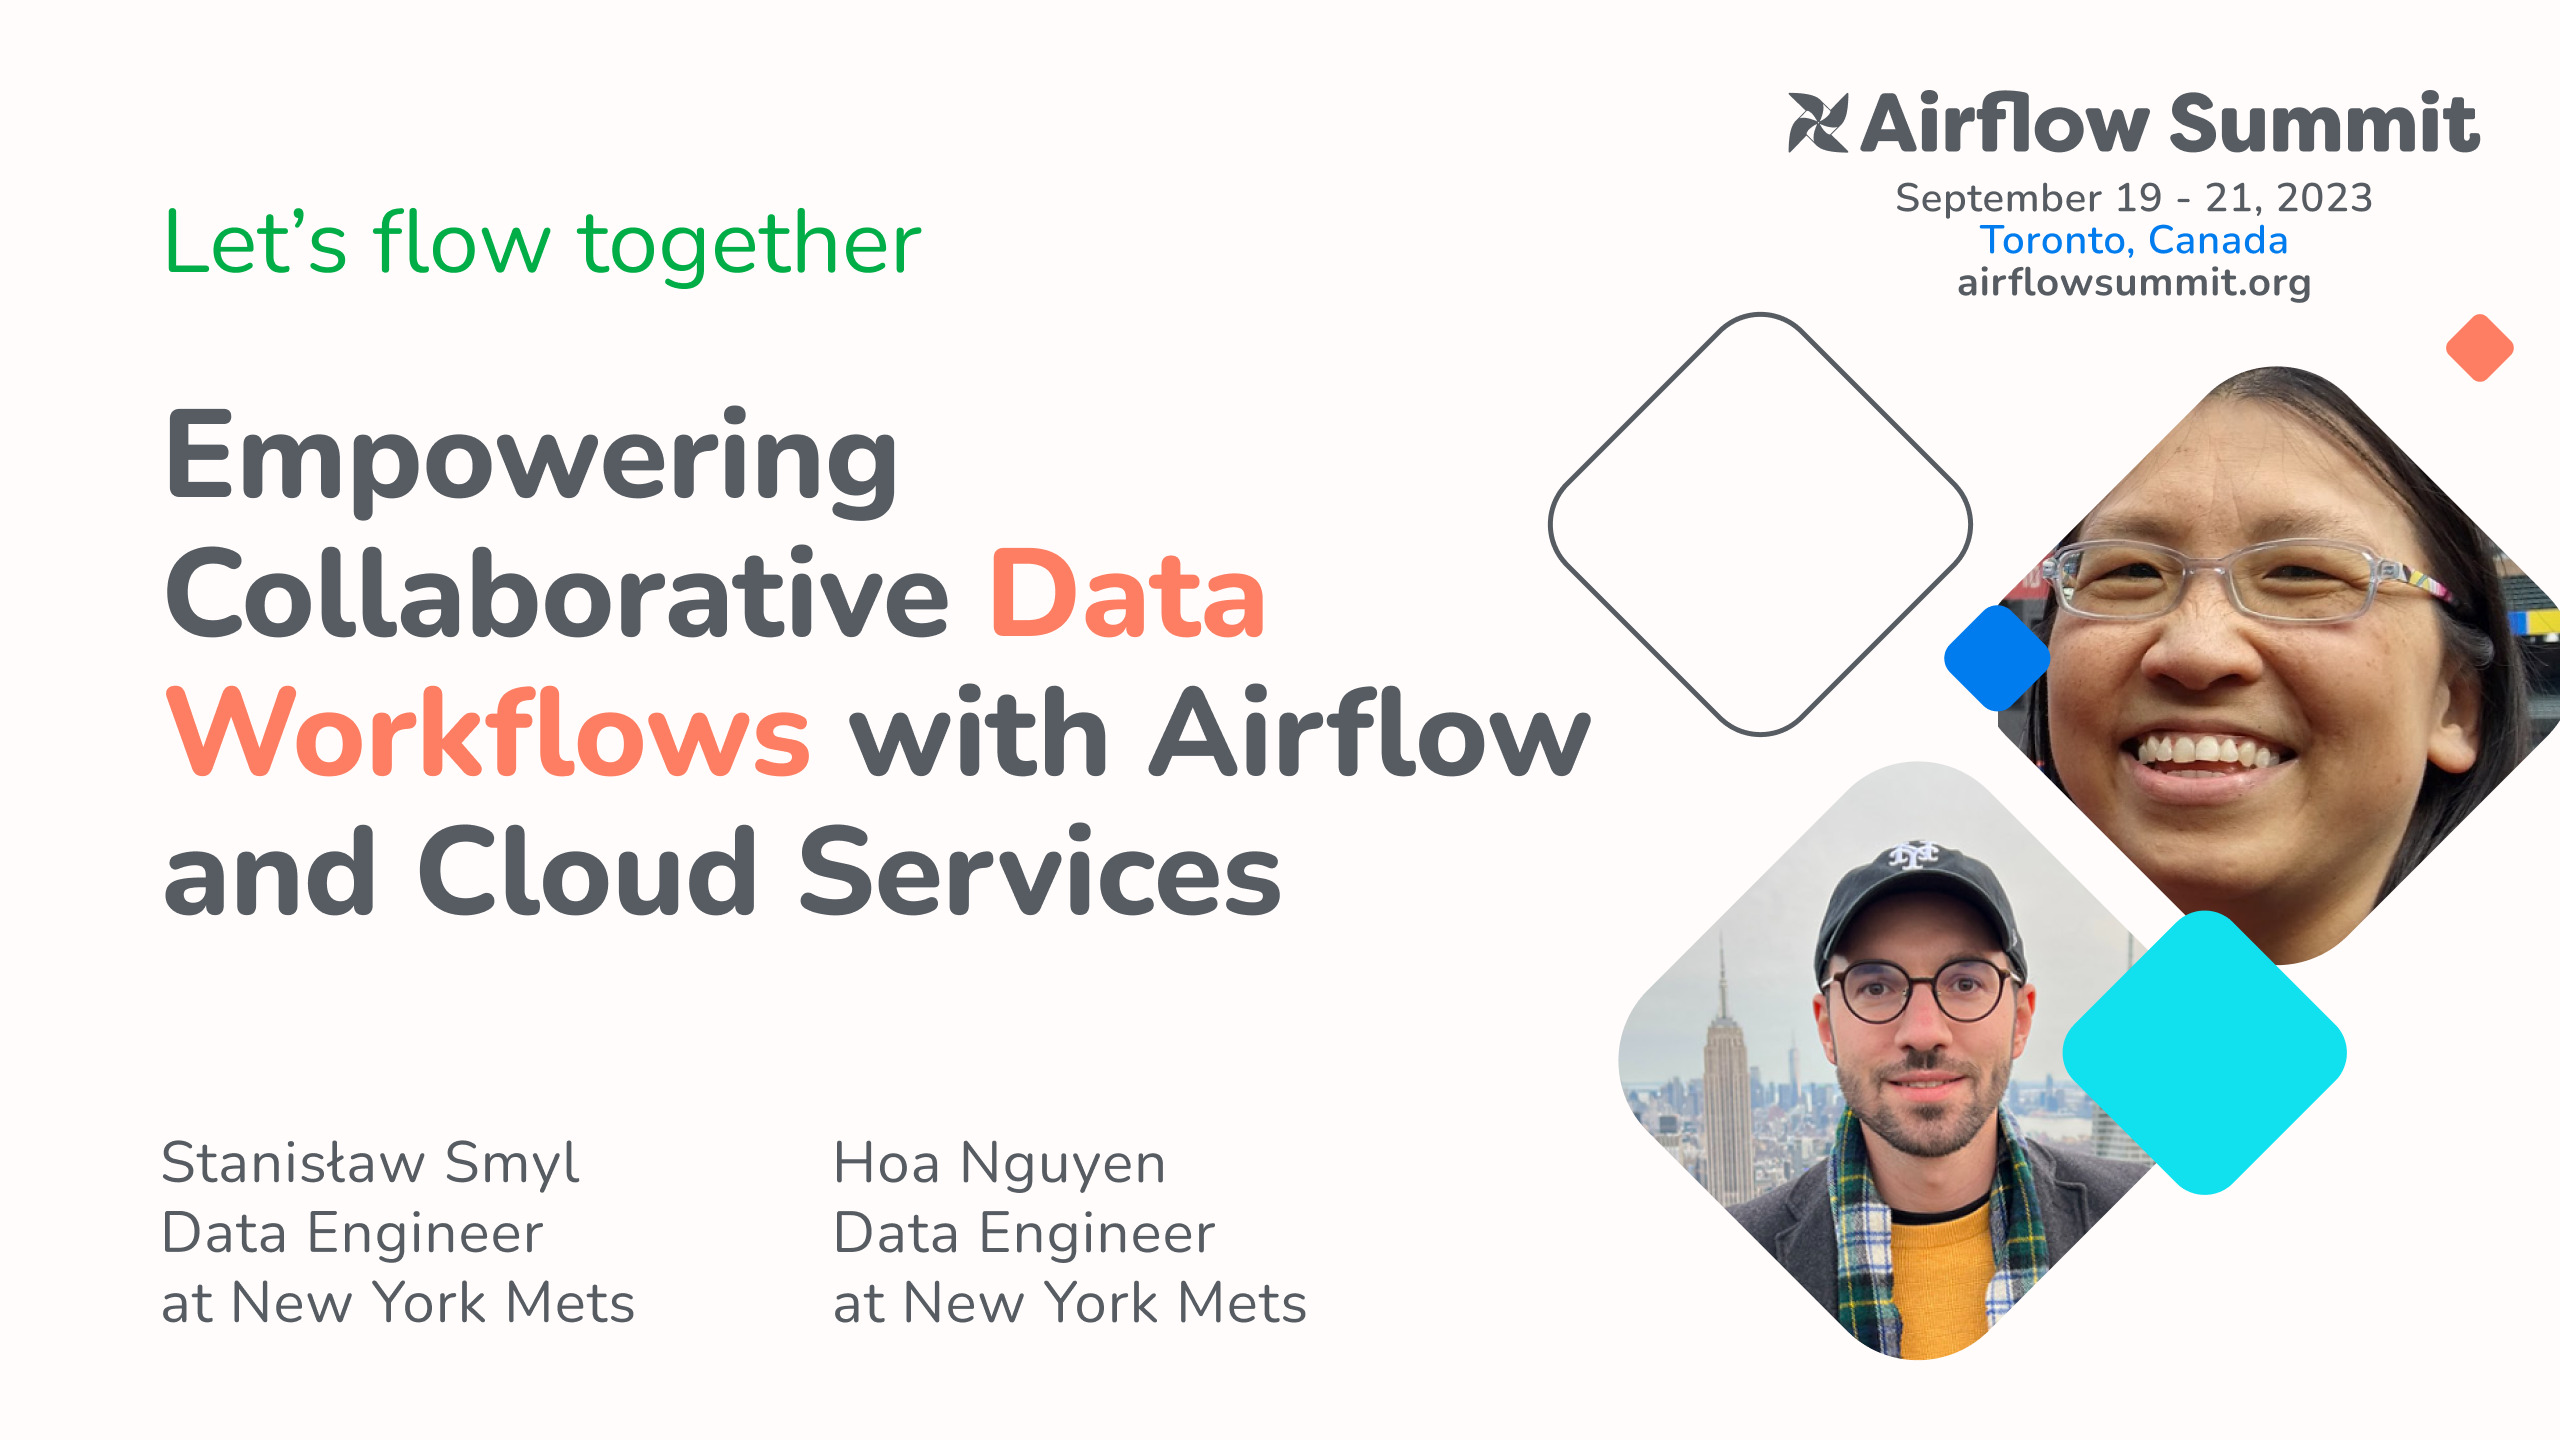 Airflow Summit
September 19 - 21, 2023
Toronto, Canada
airflowsummit.org
Let’s flow together
Empowering
Collaborative Data
Workflows with Airflow
and Cloud Services
Stanisław Smyl
Data Engineer
at New York Mets
Hoa Nguyen
Data Engineer
at New York Mets
NY